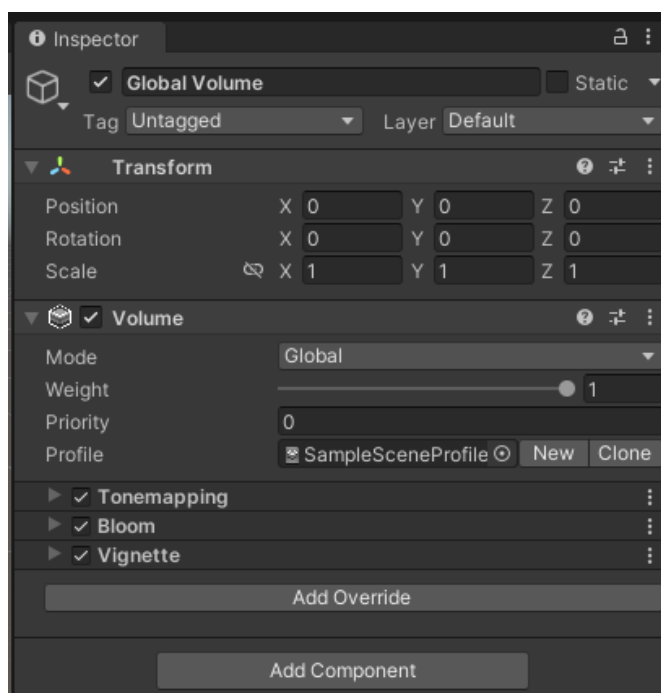 Inspector
Global Volume Static
Tag Untagged Layer Default
Transform
Position X 0 Y 0 Z 0
Rotation X 0 Y 0 Z 0
Scale X 1 Y 1 Z 1
Volume
Mode Global
Weight 1
Priority 0
Profile SampleSceneProfile New Clone
Tonemapping
Bloom
Vignette
Add Override
Add Component